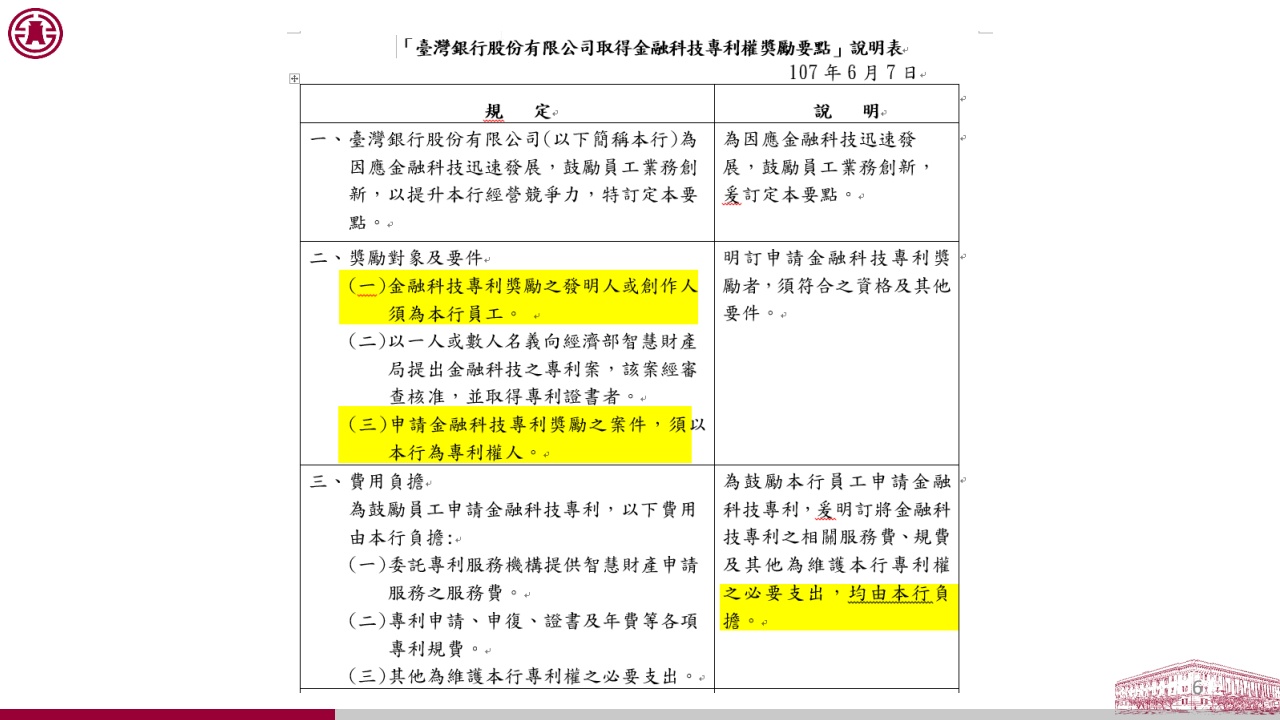 「臺灣銀行股份有限公司取得金融科技專利權獎勵要點」說明表
107 年 6 月 7 日
規 定
說 明
一、臺灣銀行股份有限公司(以下簡稱本行)為
因應金融科技迅速發展，鼓勵員工業務創
新，以提升本行經營競爭力，特訂定本要
點。
為因應金融科技迅速發
展，鼓勵員工業務創新，
爰訂定本要點。
二、獎勵對象及要件
(一)金融科技專利獎勵之發明人或創作人
須為本行員工。
(二)以一人或數人名義向經濟部智慧財產
局提出金融科技之專利案，該案經審
查核准，並取得專利證書者。
(三)申請金融科技專利獎勵之案件，須以
本行為專利權人。
明訂申請金融科技專利獎
勵者，須符合之資格及其他
要件。
三、費用負擔
為鼓勵員工申請金融科技專利，以下費用
由本行負擔:
(一)委託專利服務機構提供智慧財產申請
服務之服務費。
(二)專利申請、申復、證書及年費等各項
專利規費。
(三)其他為維護本行專利權之必要支出。
為鼓勵本行員工申請金融
科技專利，爰明訂將金融科
技專利之相關服務費、規費
及其他為維護本行專利權
之必要支出，均由本行負
擔。
6